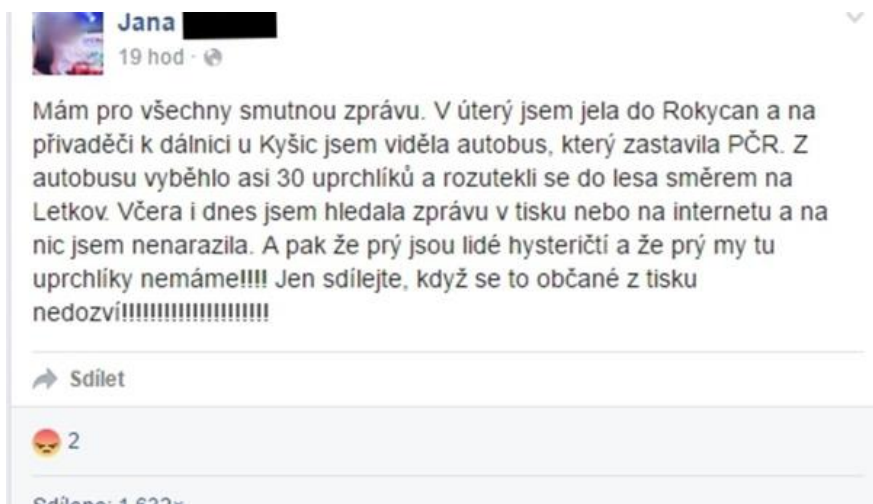 Jana
19 hod
Mám pro všechny smutnou zprávu. V úterý jsem jela do Rokycan a na
přivaděči k dálnici u Kyšic jsem viděla autobus, který zastavila PČR. Z
autobusu vyběhlo asi 30 uprchlíků a rozutekli se do lesa směrem na
Letkov. Včera i dnes jsem hledala zprávu v tisku nebo na internetu a na
nic jsem nenarazila. A pak že prý jsou lidé hysteričtí a že prý my tu
uprchlíky nemáme!!!! Jen sdílejte, když se to občané z tisku
nedozví!!!!!!!!!!!!!!!!!!!!!
Sdílet
2